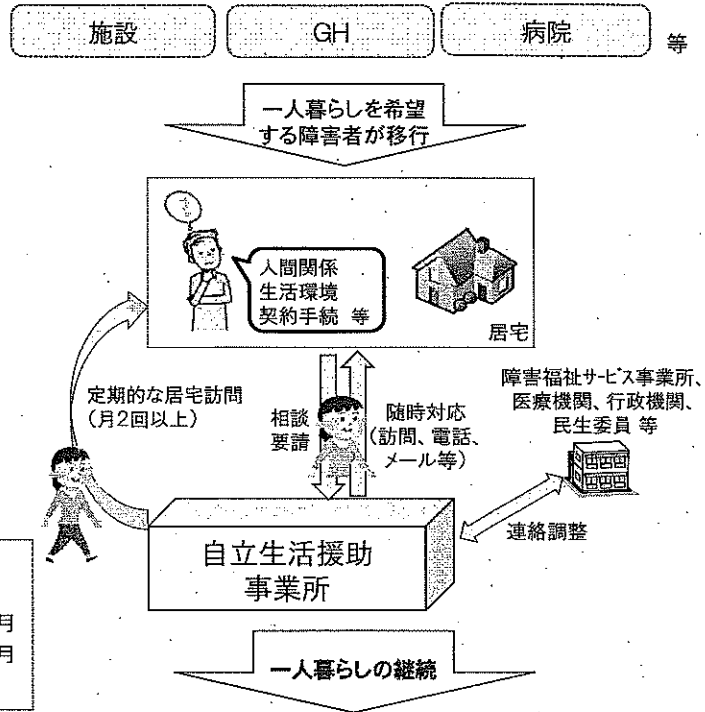 施設
GH
病院
等
一人暮らしを希望
する障害者が移行
人間関係
生活環境
契約手続 等
居宅
定期的な居宅訪問
(月2回以上)
相談
要請
随時対応
(訪問、電話、
メール等)
障害福祉サービス事業所、
医療機関、行政機関、
民生委員 等
連絡調整
自立生活援助
事業所
月
月
一人暮らしの継続